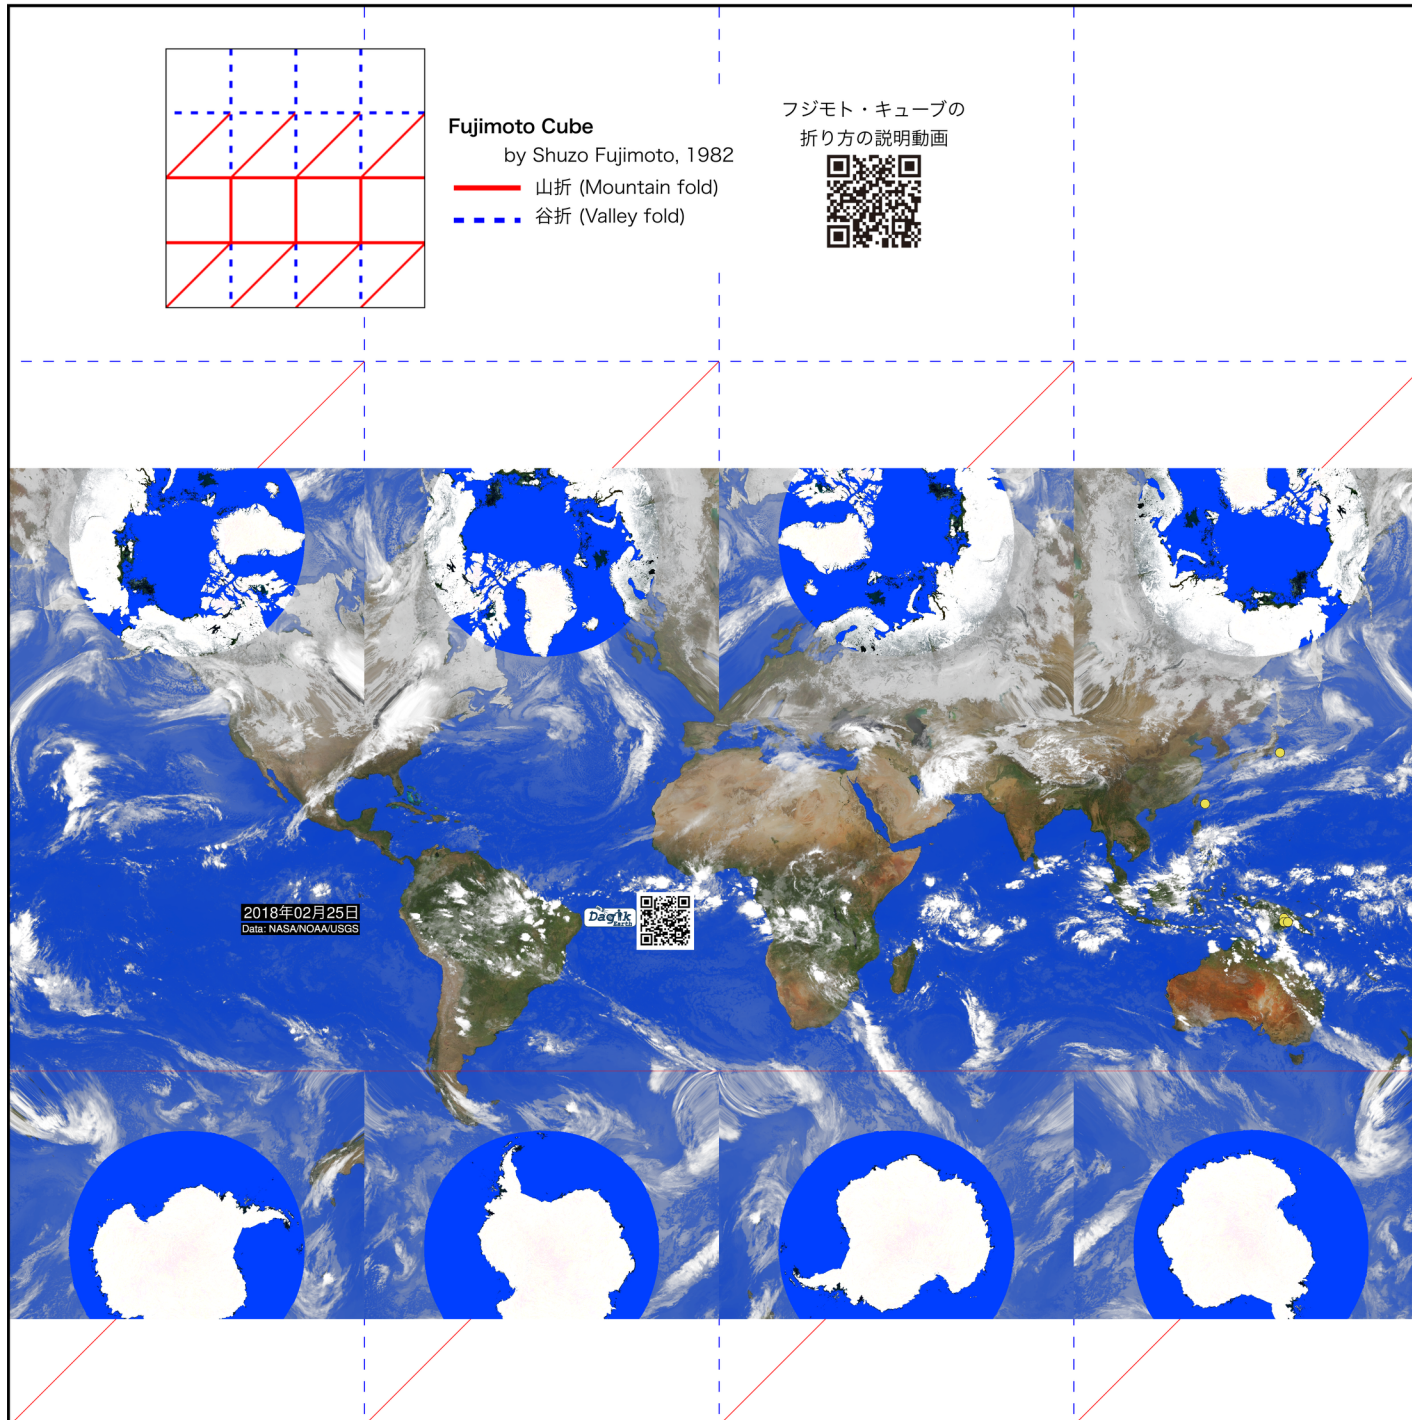 Fujimoto Cube
by Shuzo Fujimoto, 1982
山折 (Mountain fold)
谷折 (Valley fold)
フジモト・キューブの
折り方の説明動画
2018年02月25日
Data: NASA/NOAA/USGS
Dagik
Earth